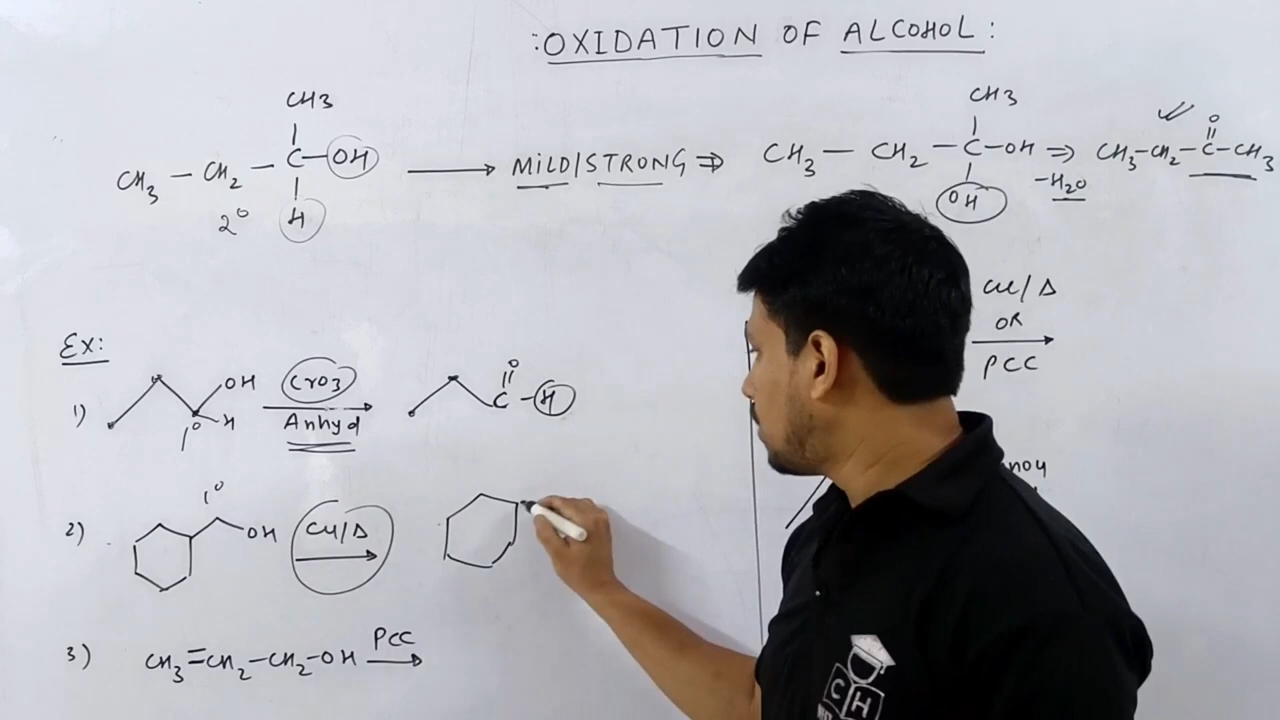 :OXIDATION OF ALCOHOL:
CH3
CH3 — CH2 — C — OH
H
2°
MILD/STRONG ⇒
CH3
CH3 — CH2 — C — OH ⇒
OH
-H2O
O
CH3-CH2-C-CH3
Ex:
1)
OH
H
1°
CrO3
Anhyd
O
C - H
Cu/Δ
OR
PCC
2)
1°
OH
Cu/Δ
3) CH3=CH2-CH2-OH PCC
C H